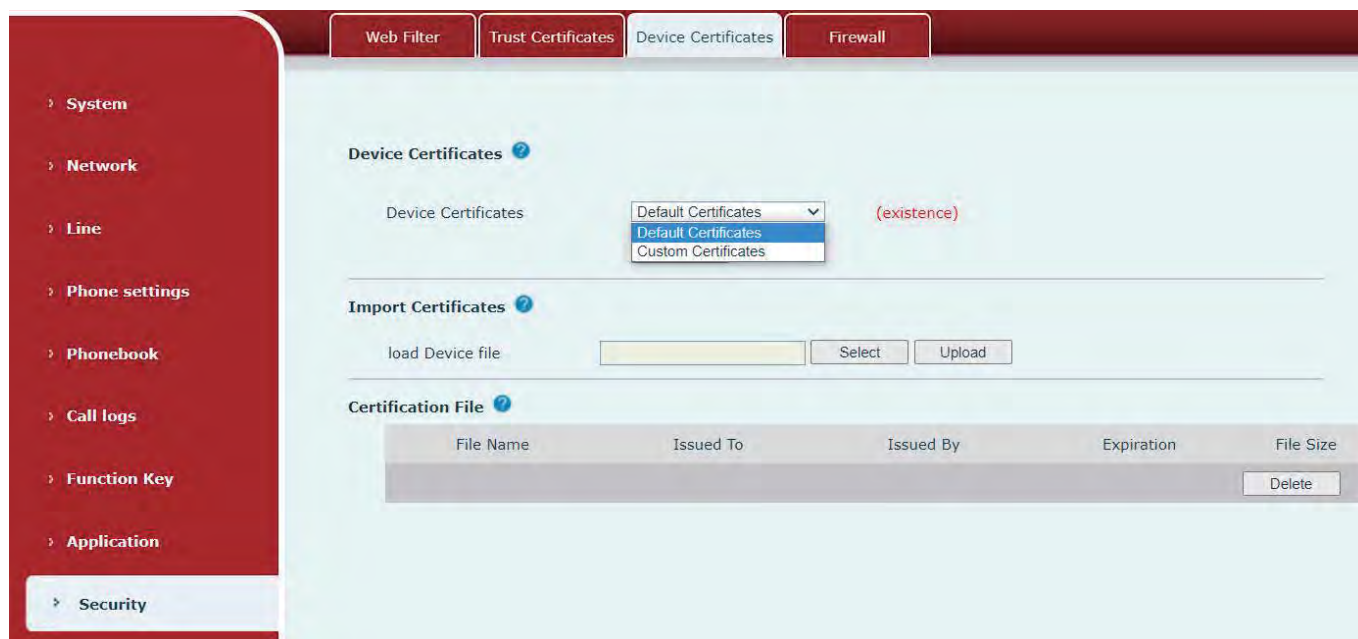 Web Filter Trust Certificates Device Certificates Firewall
System
Network
Line
Phone settings
Phonebook
Call logs
Function Key
Application
Security
Device Certificates ?
Device Certificates Default Certificates (existence)
Default Certificates
Custom Certificates
Import Certificates ?
load Device file Select Upload
Certification File ?
File Name Issued To Issued By Expiration File Size
Delete